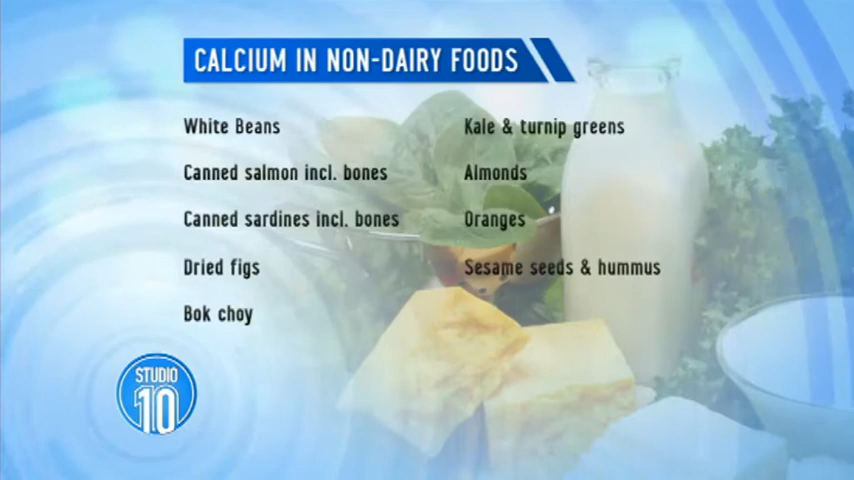 CALCIUM IN NON-DAIRY FOODS
White Beans
Canned salmon incl. bones
Canned sardines incl. bones
Dried figs
Bok choy
Kale & turnip greens
Almonds
Oranges
Sesame seeds & hummus
STUDIO
10